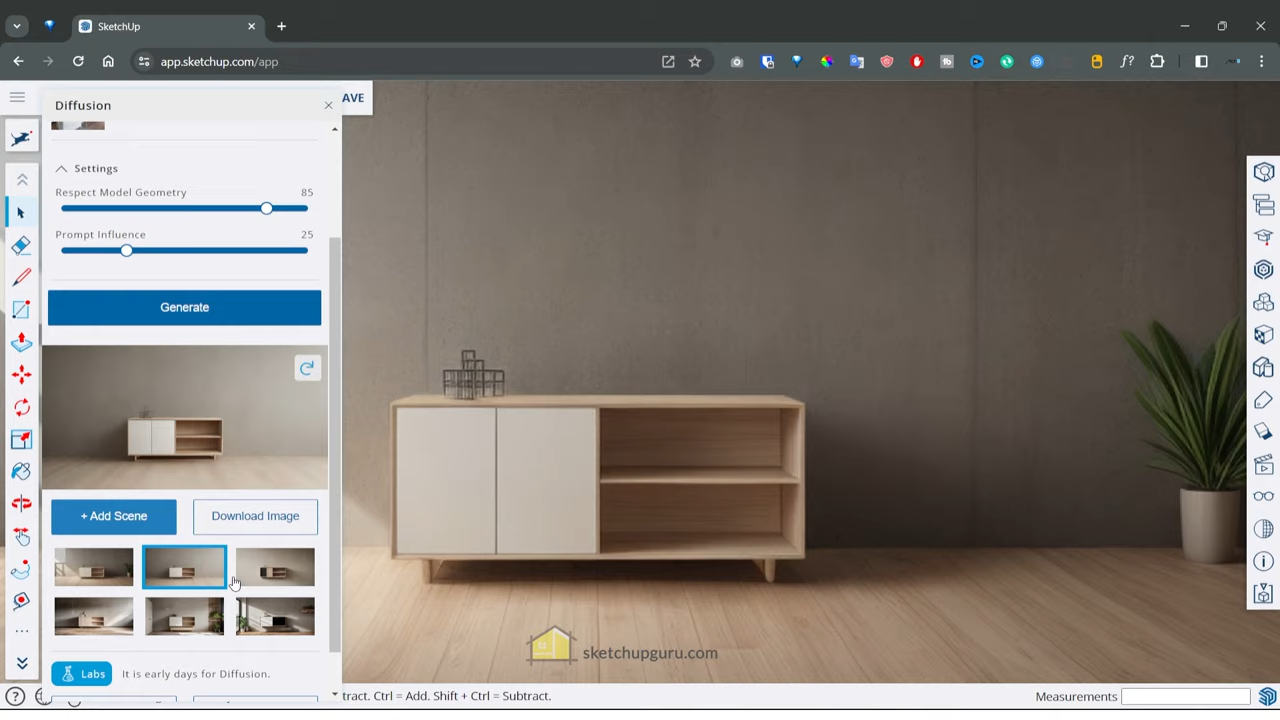 SketchUp
app.sketchup.com/app
Diffusion
AVE
Settings
Respect Model Geometry 85
Prompt Influence 25
Generate
+ Add Scene
Download Image
Labs
It is early days for Diffusion.
sketchupguru.com
tract. Ctrl = Add. Shift + Ctrl = Subtract.
Measurements